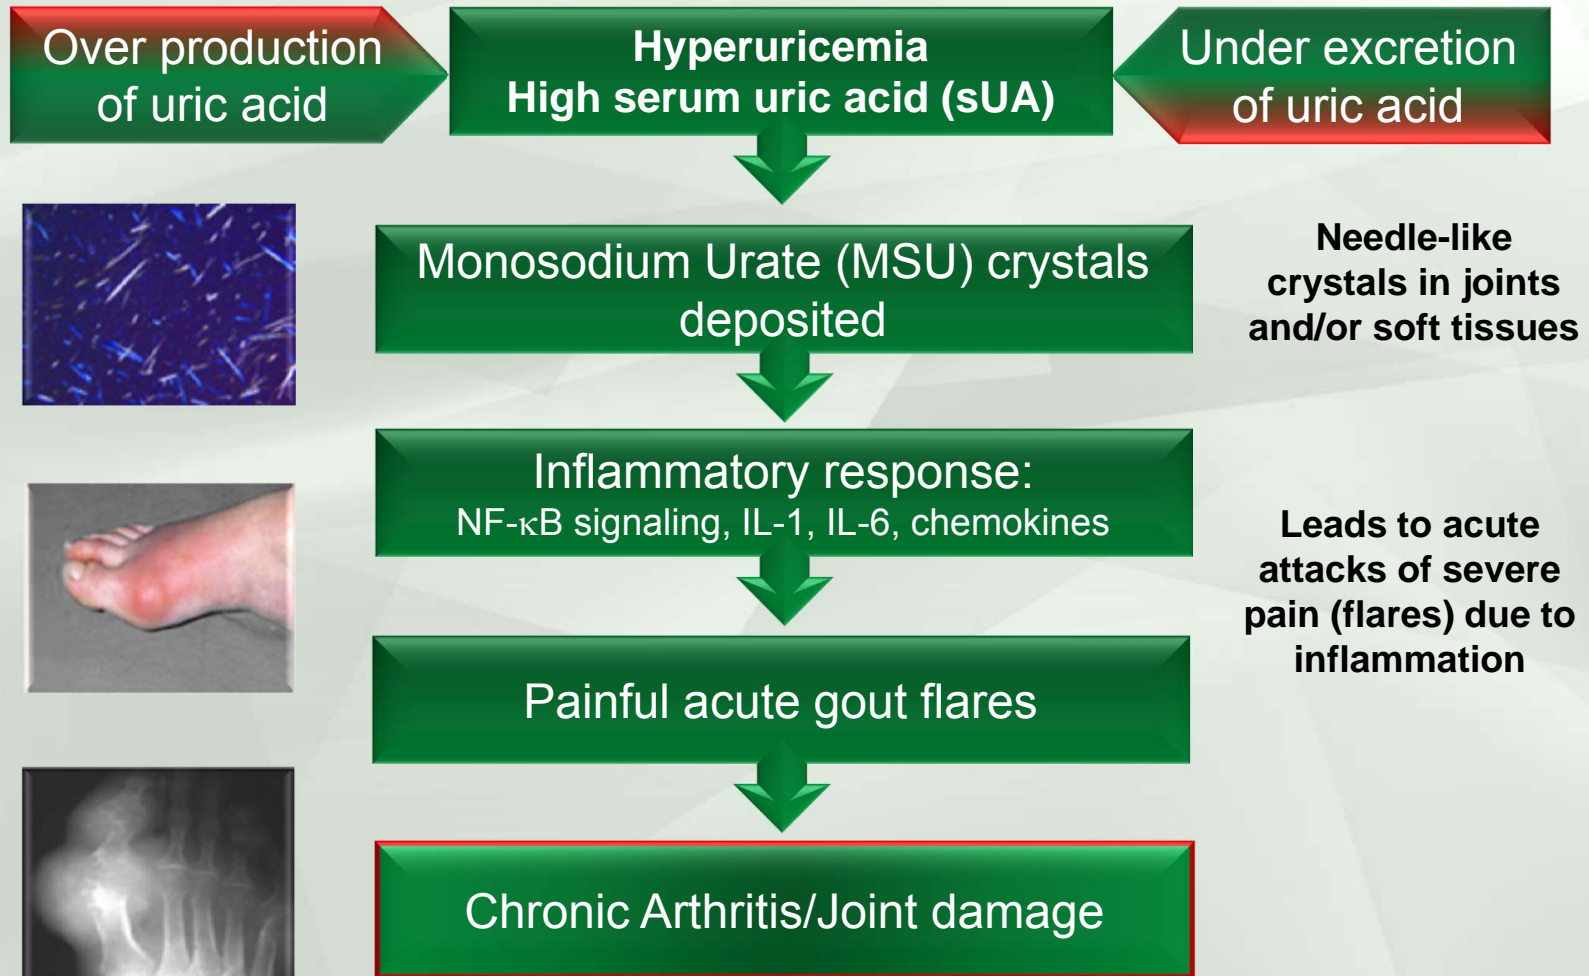 Over production
of uric acid
Hyperuricemia
High serum uric acid (sUA)
Under excretion
of uric acid
Monosodium Urate (MSU) crystals
deposited
Needle-like
crystals in joints
and/or soft tissues
Inflammatory response:
NF-κB signaling, IL-1, IL-6, chemokines
Leads to acute
attacks of severe
pain (flares) due to
inflammation
Painful acute gout flares
Chronic Arthritis/Joint damage